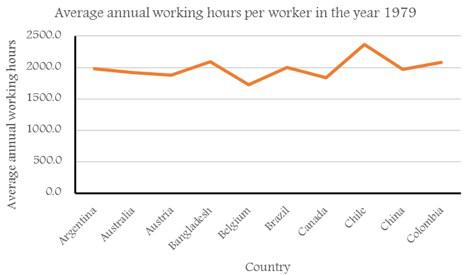 Average annual working hours per worker in the year 1979
Average annual working hours
2500.0
2000.0
1500.0
1000.0
500.0
0.0
Argentina
Australia
Austria
Bangladesh
Belgium
Brazil
Canada
Chile
China
Colombia
Country